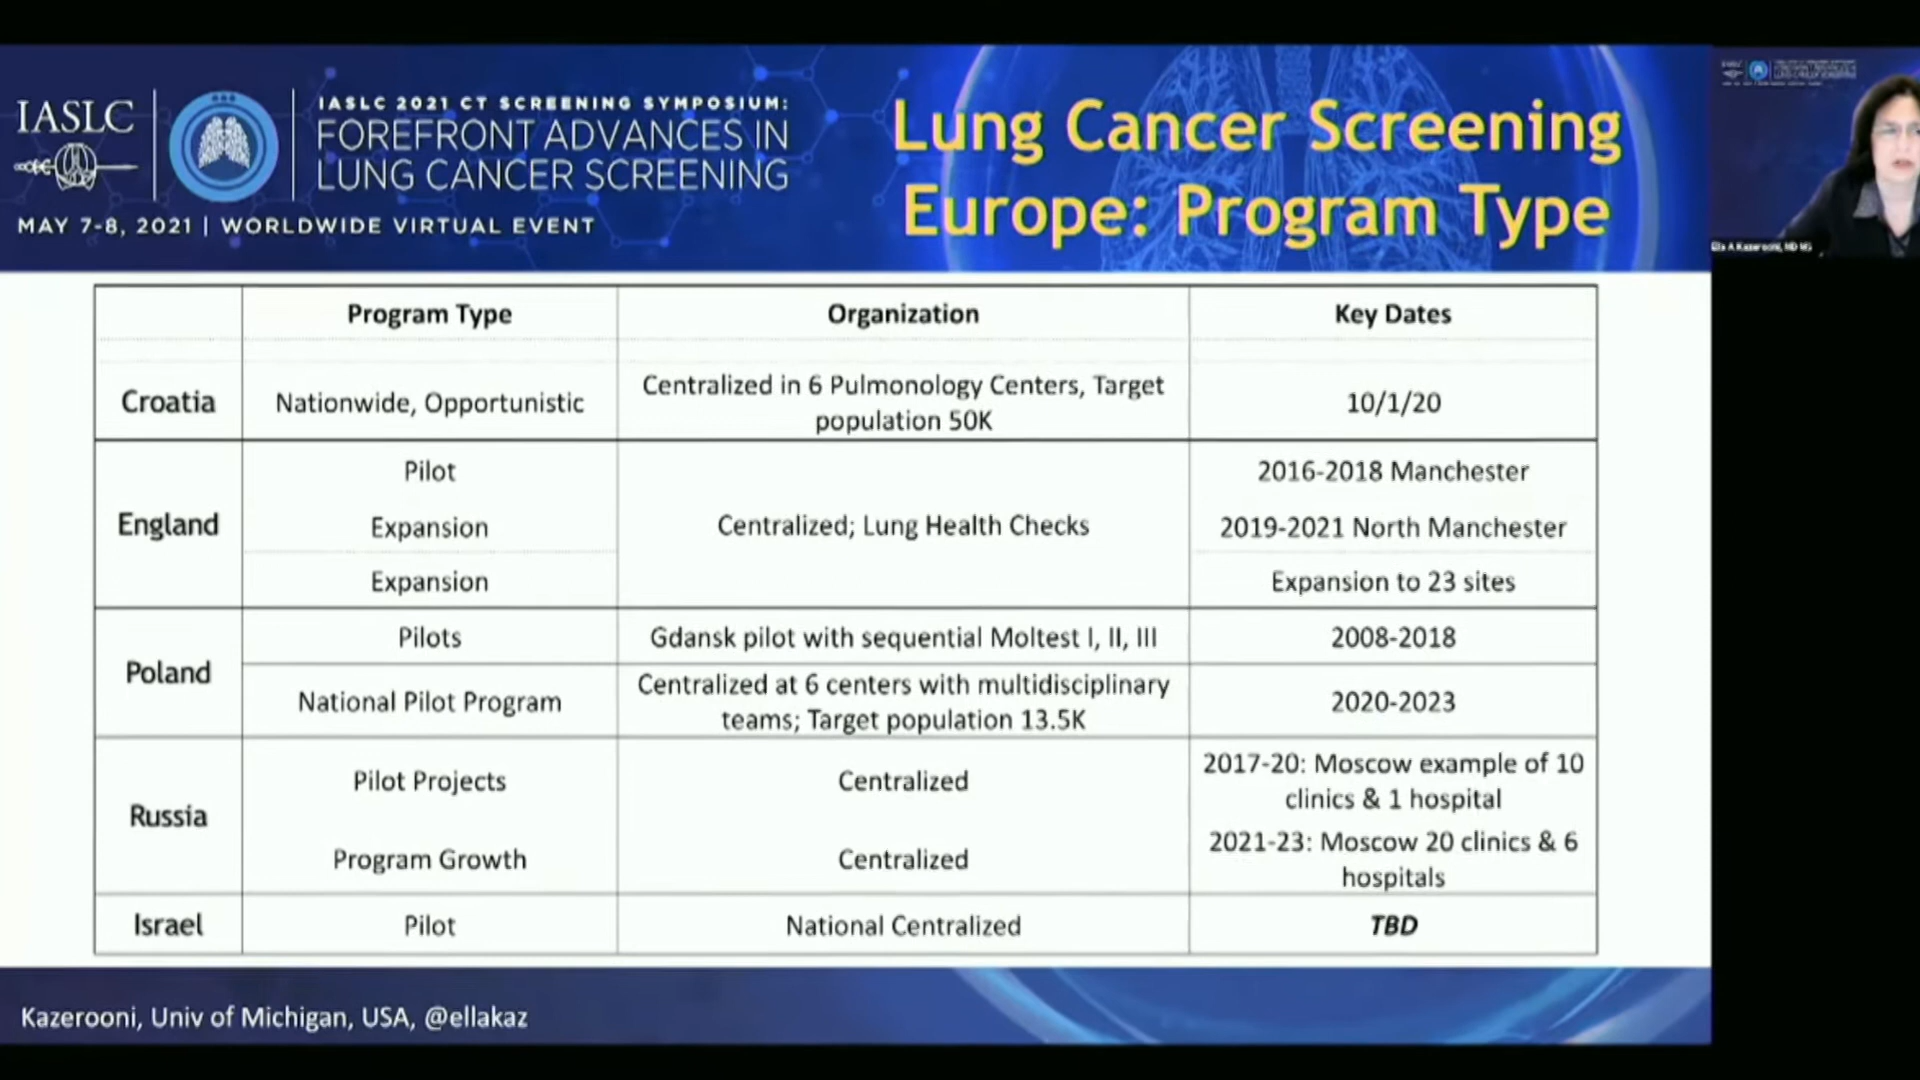 IASLC
IASLC 2021 CT SCREENING SYMPOSIUM:
FOREFRONT ADVANCES IN
LUNG CANCER SCREENING
MAY 7-8, 2021 | WORLDWIDE VIRTUAL EVENT
Lung Cancer Screening
Europe: Program Type
Ella A Kazerooni, MD MS
Program Type Organization Key Dates
Croatia Nationwide, Opportunistic Centralized in 6 Pulmonology Centers, Target
population 50K 10/1/20
England Pilot Centralized; Lung Health Checks 2016-2018 Manchester
Expansion 2019-2021 North Manchester
Expansion Expansion to 23 sites
Poland Pilots Gdansk pilot with sequential Moltest I, II, III 2008-2018
National Pilot Program Centralized at 6 centers with multidisciplinary
teams; Target population 13.5K 2020-2023
Russia Pilot Projects Centralized 2017-20: Moscow example of 10
clinics & 1 hospital
Program Growth Centralized 2021-23: Moscow 20 clinics & 6
hospitals
Israel Pilot National Centralized TBD
Kazerooni, Univ of Michigan, USA, @ellakaz